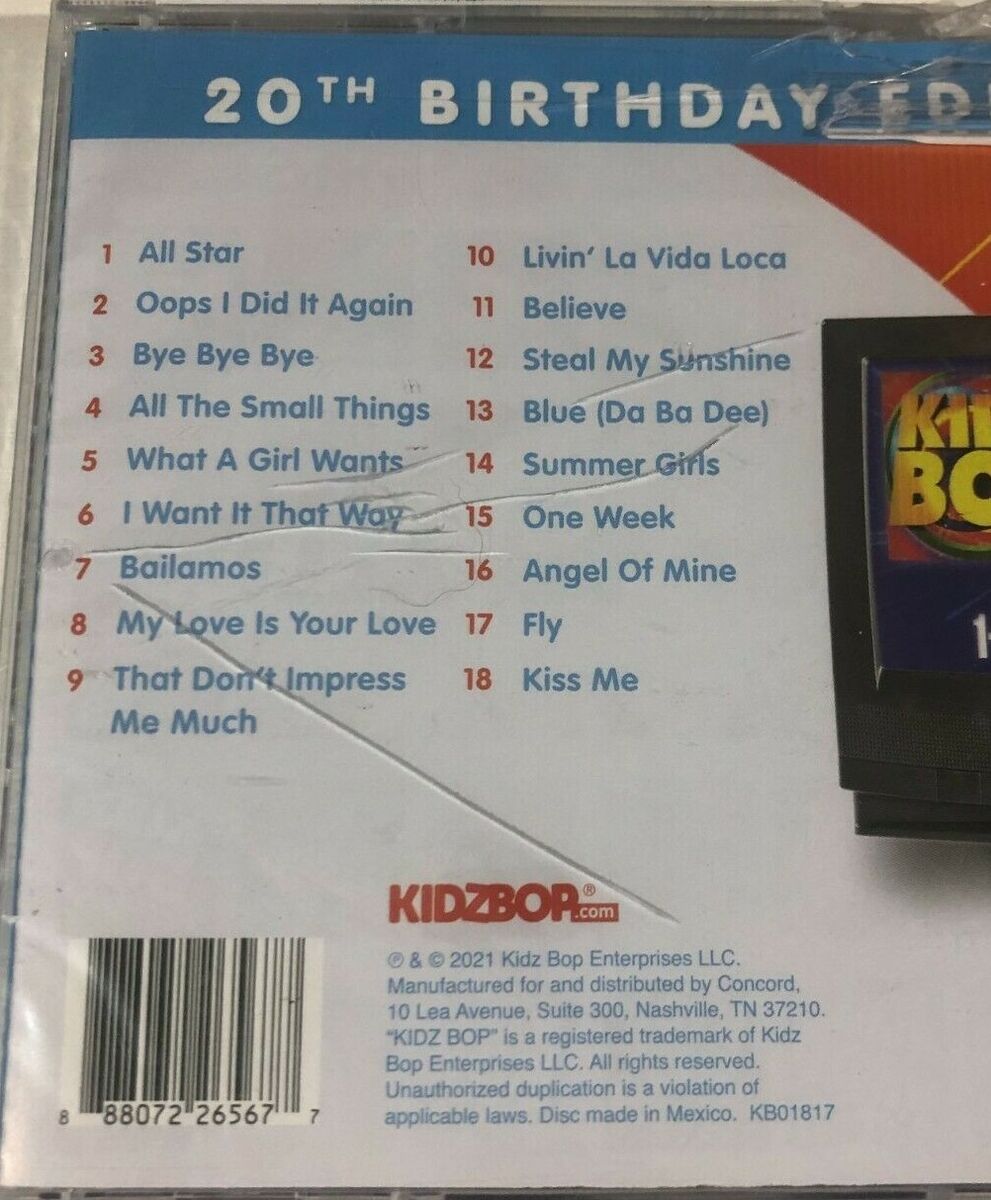 20TH BIRTHDAY ED
1 All Star
2 Oops I Did It Again
3 Bye Bye Bye
4 All The Small Things
5 What A Girl Wants
6 I Want It That Way
7 Bailamos
8 My Love Is Your Love
9 That Don't Impress
Me Much
10 Livin' La Vida Loca
11 Believe
12 Steal My Sunshine
13 Blue (Da Ba Dee)
14 Summer Girls
15 One Week
16 Angel Of Mine
17 Fly
18 Kiss Me
KIDZBOP®.com
℗ & © 2021 Kidz Bop Enterprises LLC.
Manufactured for and distributed by Concord,
10 Lea Avenue, Suite 300, Nashville, TN 37210.
"KIDZ BOP" is a registered trademark of Kidz
Bop Enterprises LLC. All rights reserved.
Unauthorized duplication is a violation of
applicable laws. Disc made in Mexico. KB01817
8 88072 26567 7